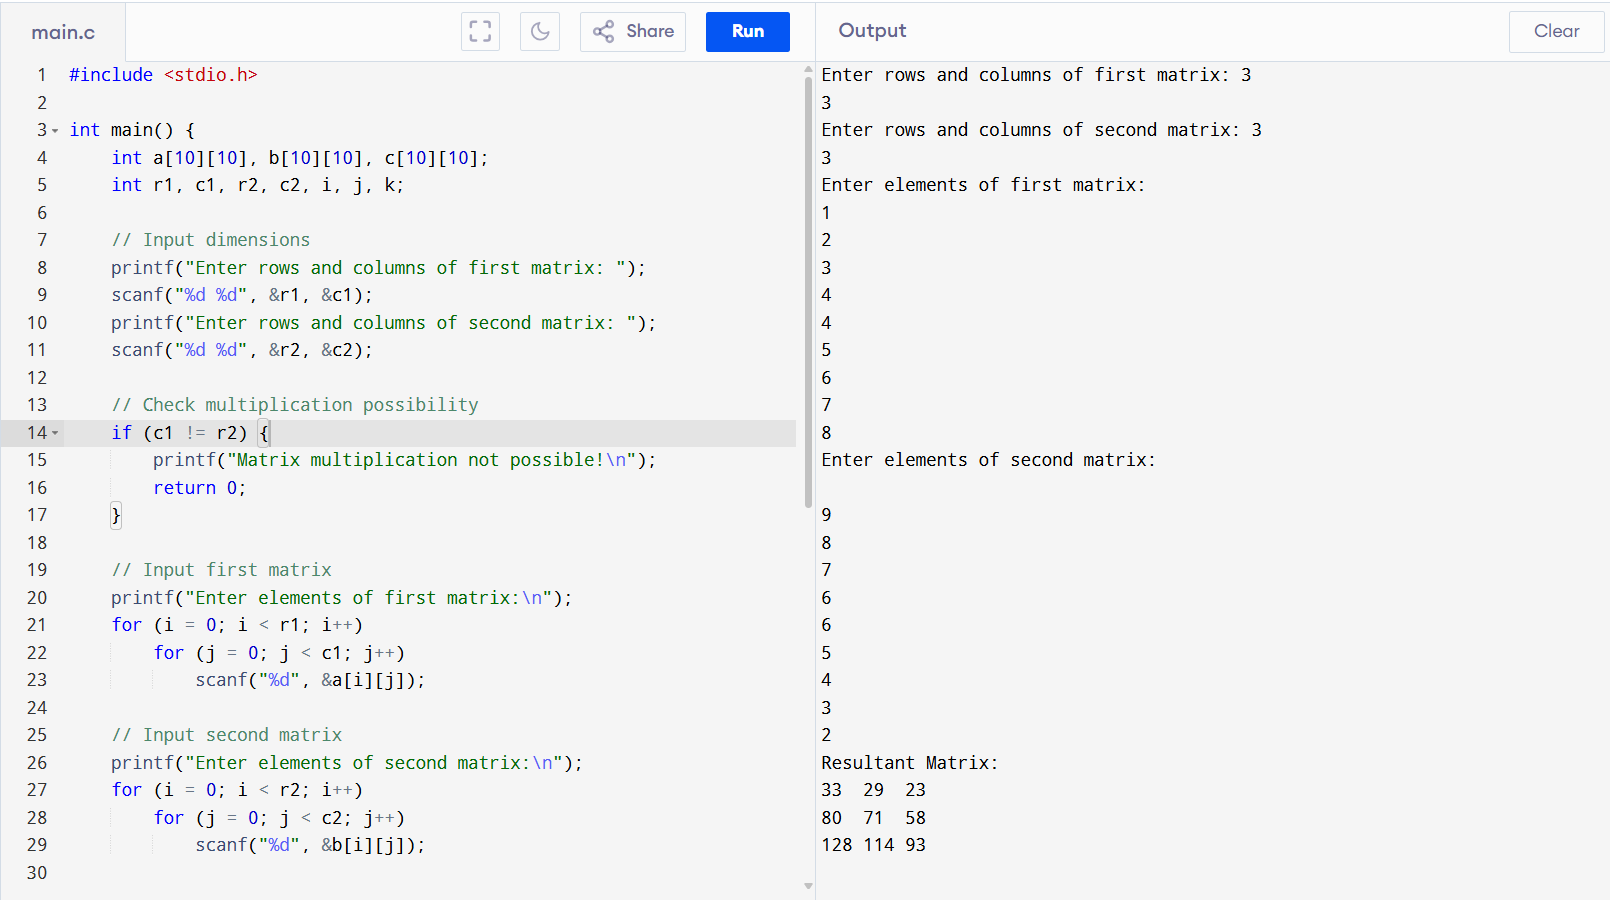 main.c
Share
Run
1 #include <stdio.h>
2
3 int main() {
4     int a[10][10], b[10][10], c[10][10];
5     int r1, c1, r2, c2, i, j, k;
6
7     // Input dimensions
8     printf("Enter rows and columns of first matrix: ");
9     scanf("%d %d", &r1, &c1);
10     printf("Enter rows and columns of second matrix: ");
11     scanf("%d %d", &r2, &c2);
12
13     // Check multiplication possibility
14     if (c1 != r2) {
15         printf("Matrix multiplication not possible!\n");
16         return 0;
17     }
18
19     // Input first matrix
20     printf("Enter elements of first matrix:\n");
21     for (i = 0; i < r1; i++)
22         for (j = 0; j < c1; j++)
23             scanf("%d", &a[i][j]);
24
25     // Input second matrix
26     printf("Enter elements of second matrix:\n");
27     for (i = 0; i < r2; i++)
28         for (j = 0; j < c2; j++)
29             scanf("%d", &b[i][j]);
30
Output
Clear
Enter rows and columns of first matrix: 3
3
Enter rows and columns of second matrix: 3
3
Enter elements of first matrix:
1
2
3
4
4
5
6
7
8
Enter elements of second matrix:

9
8
7
6
6
5
4
3
2
Resultant Matrix:
33  29  23
80  71  58
128 114 93